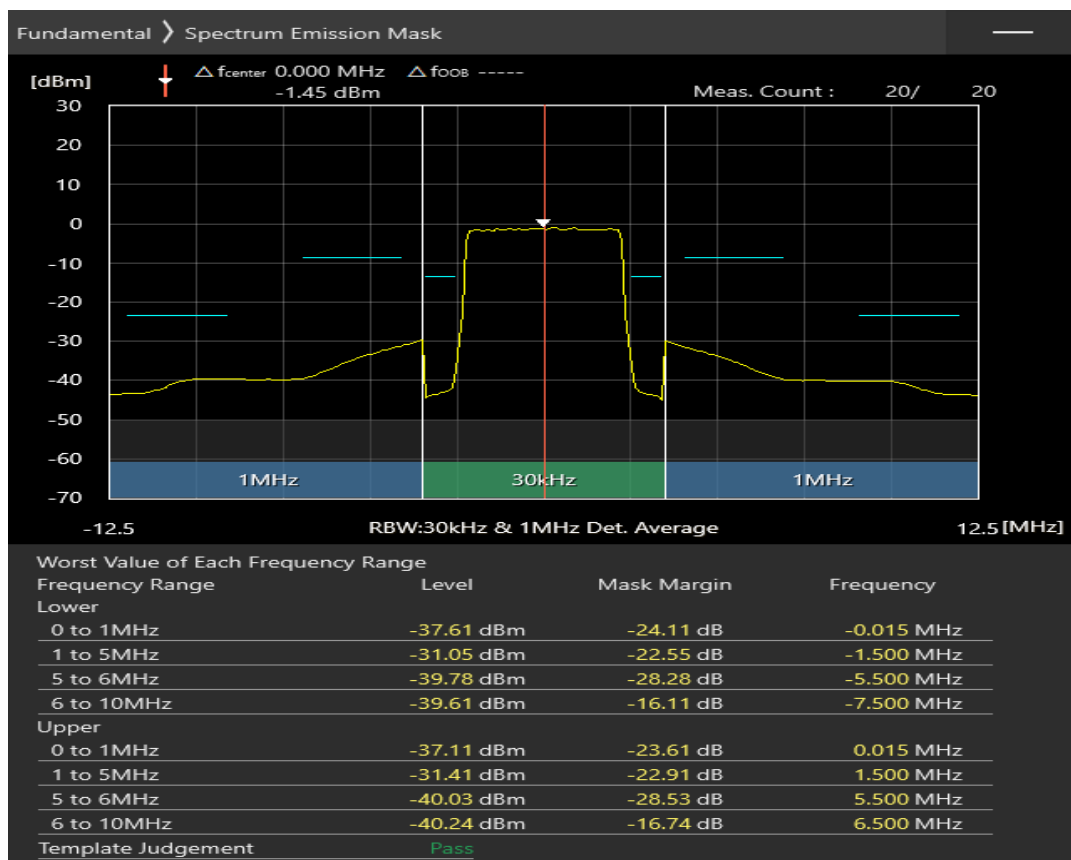 Fundamental ❯ Spectrum Emission Mask
△ fcenter 0.000 MHz △ fOOB -----
[dBm] -1.45 dBm Meas. Count : 20/ 20
30
20
10
0
-10
-20
-30
-40
-50
-60
1MHz 30kHz 1MHz
-70
-12.5 RBW:30kHz & 1MHz Det. Average 12.5 [MHz]
Worst Value of Each Frequency Range
Frequency Range Level Mask Margin Frequency
Lower
0 to 1MHz -37.61 dBm -24.11 dB -0.015 MHz
1 to 5MHz -31.05 dBm -22.55 dB -1.500 MHz
5 to 6MHz -39.78 dBm -28.28 dB -5.500 MHz
6 to 10MHz -39.61 dBm -16.11 dB -7.500 MHz
Upper
0 to 1MHz -37.11 dBm -23.61 dB 0.015 MHz
1 to 5MHz -31.41 dBm -22.91 dB 1.500 MHz
5 to 6MHz -40.03 dBm -28.53 dB 5.500 MHz
6 to 10MHz -40.24 dBm -16.74 dB 6.500 MHz
Template Judgement Pass